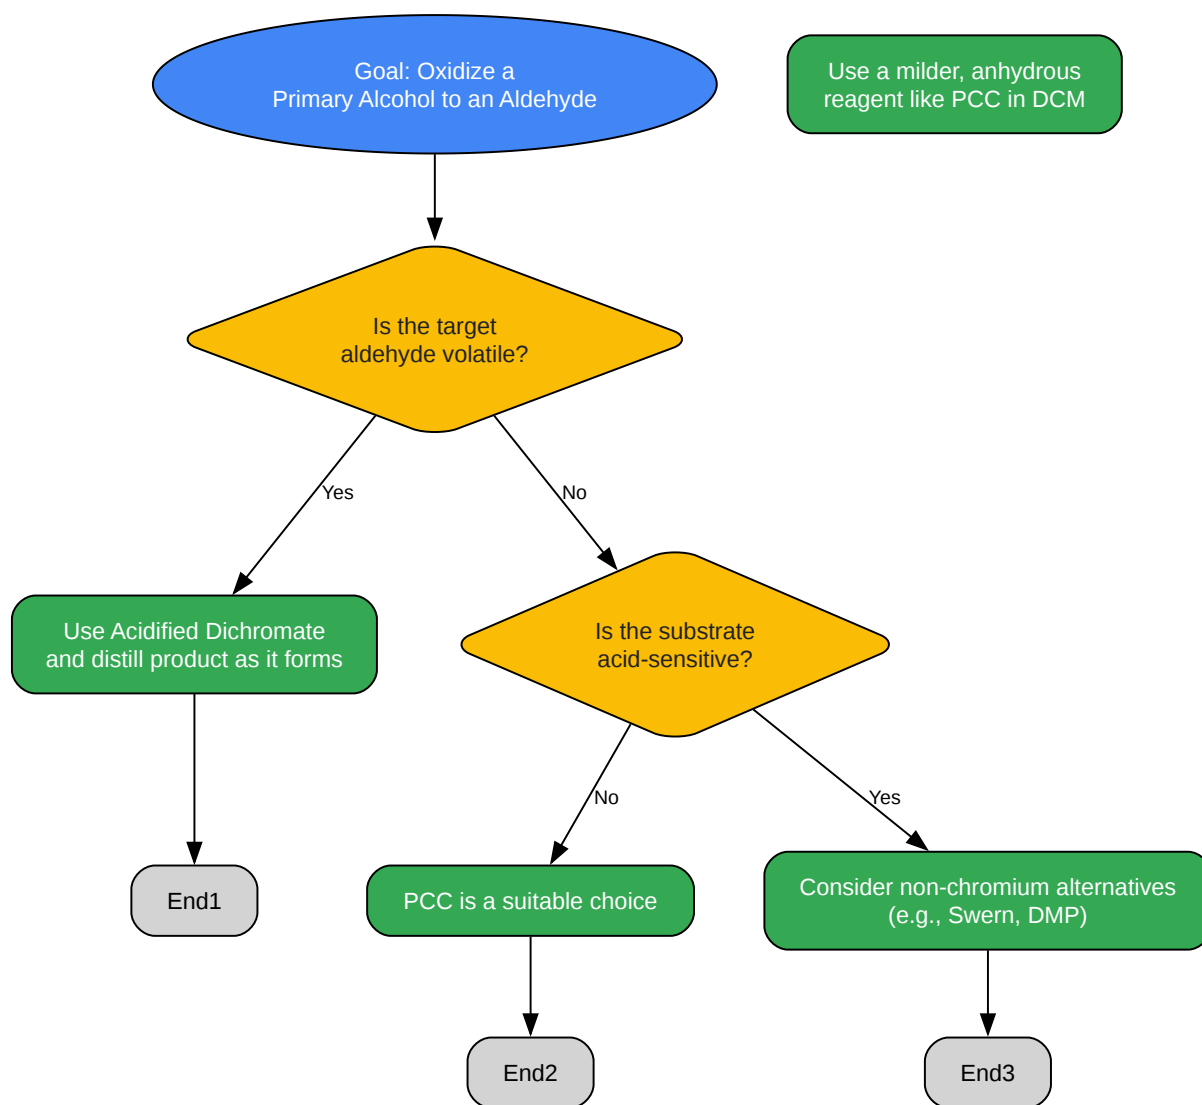 Goal: Oxidize a
Primary Alcohol to an Aldehyde
Use a milder, anhydrous
reagent like PCC in DCM
Is the target
aldehyde volatile?
Yes
No
Use Acidified Dichromate
and distill product as it forms
Is the substrate
acid-sensitive?
No
Yes
End1
PCC is a suitable choice
Consider non-chromium alternatives
(e.g., Swern, DMP)
End2
End3